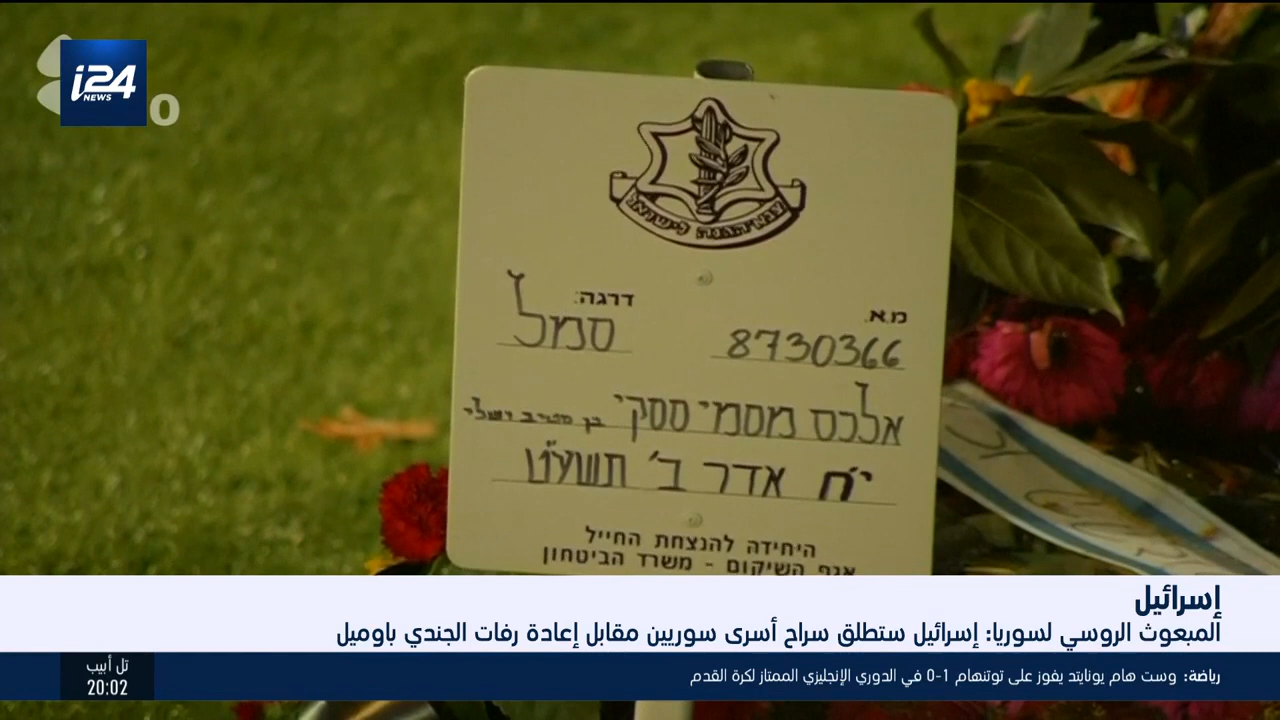 i24
NEWS
צבא הגנה לישראל
מ.א.
דרגה:
8730366
סמל
אלכס מסמי ססקי בן
י"ח אדר ב' תשע"ט
היחידה להנצחת החייל
אגף השיקום - משרד הביטחון
إسرائيل
المبعوث الروسي لسوريا: إسرائيل ستطلق سراح أسرى سوريين مقابل إعادة رفات الجندي باوميل
رياضة: وست هام يونايتد يفوز على توتنهام 1-0 في الدوري الإنجليزي الممتاز لكرة القدم
تل أبيب
20:02